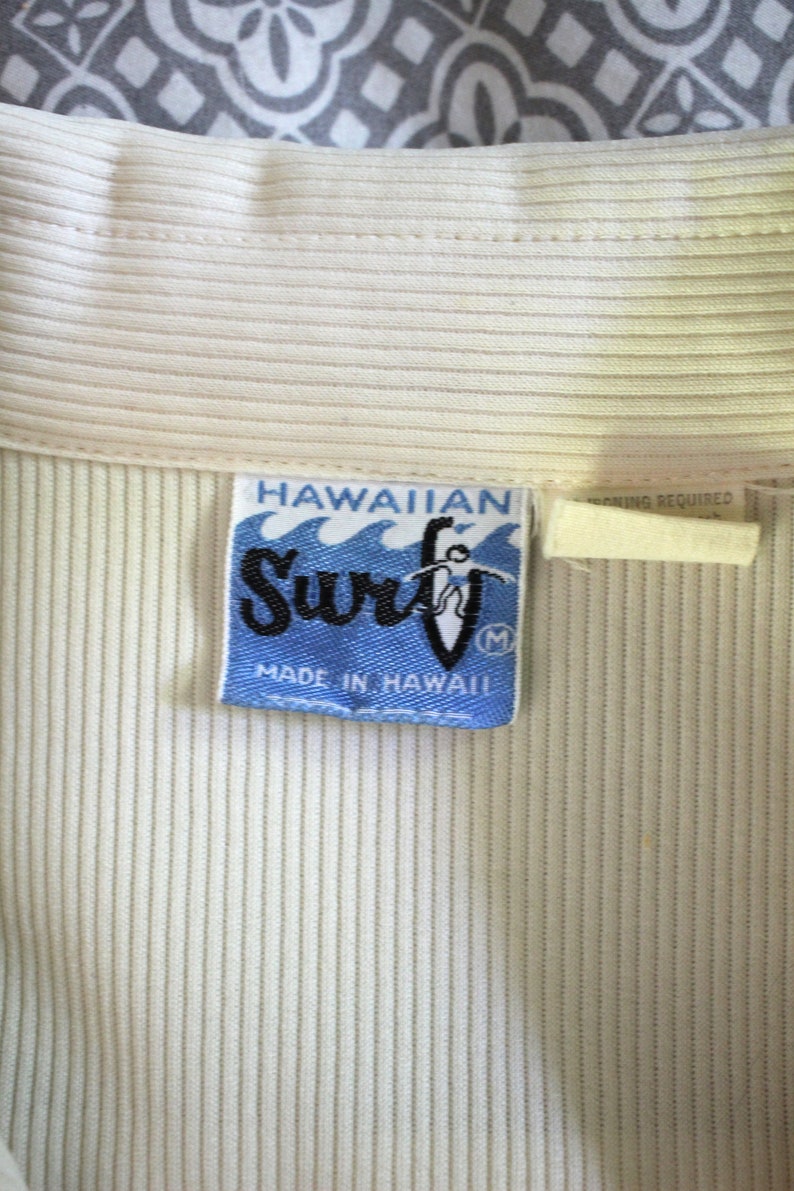 HAWAIIAN
Surf
M
MADE IN HAWAII
IRONING REQUIRED